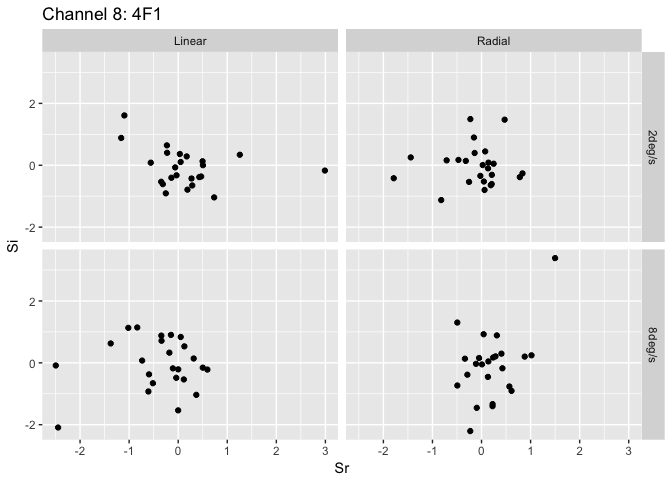 Channel 8: 4F1
Linear Radial
2
0
-2
2deg/s
Si
2
0
-2
8deg/s
-2 -1 0 1 2 3 -2 -1 0 1 2 3
Sr